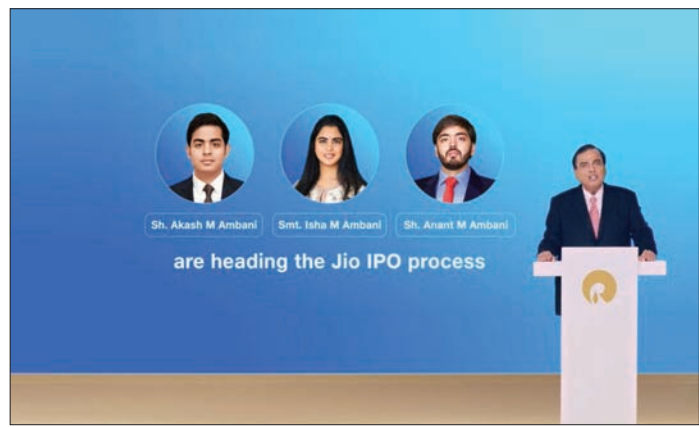 Sh. Akash M Ambani
Smt. Isha M Ambani
Sh. Anant M Ambani
are heading the Jio IPO process